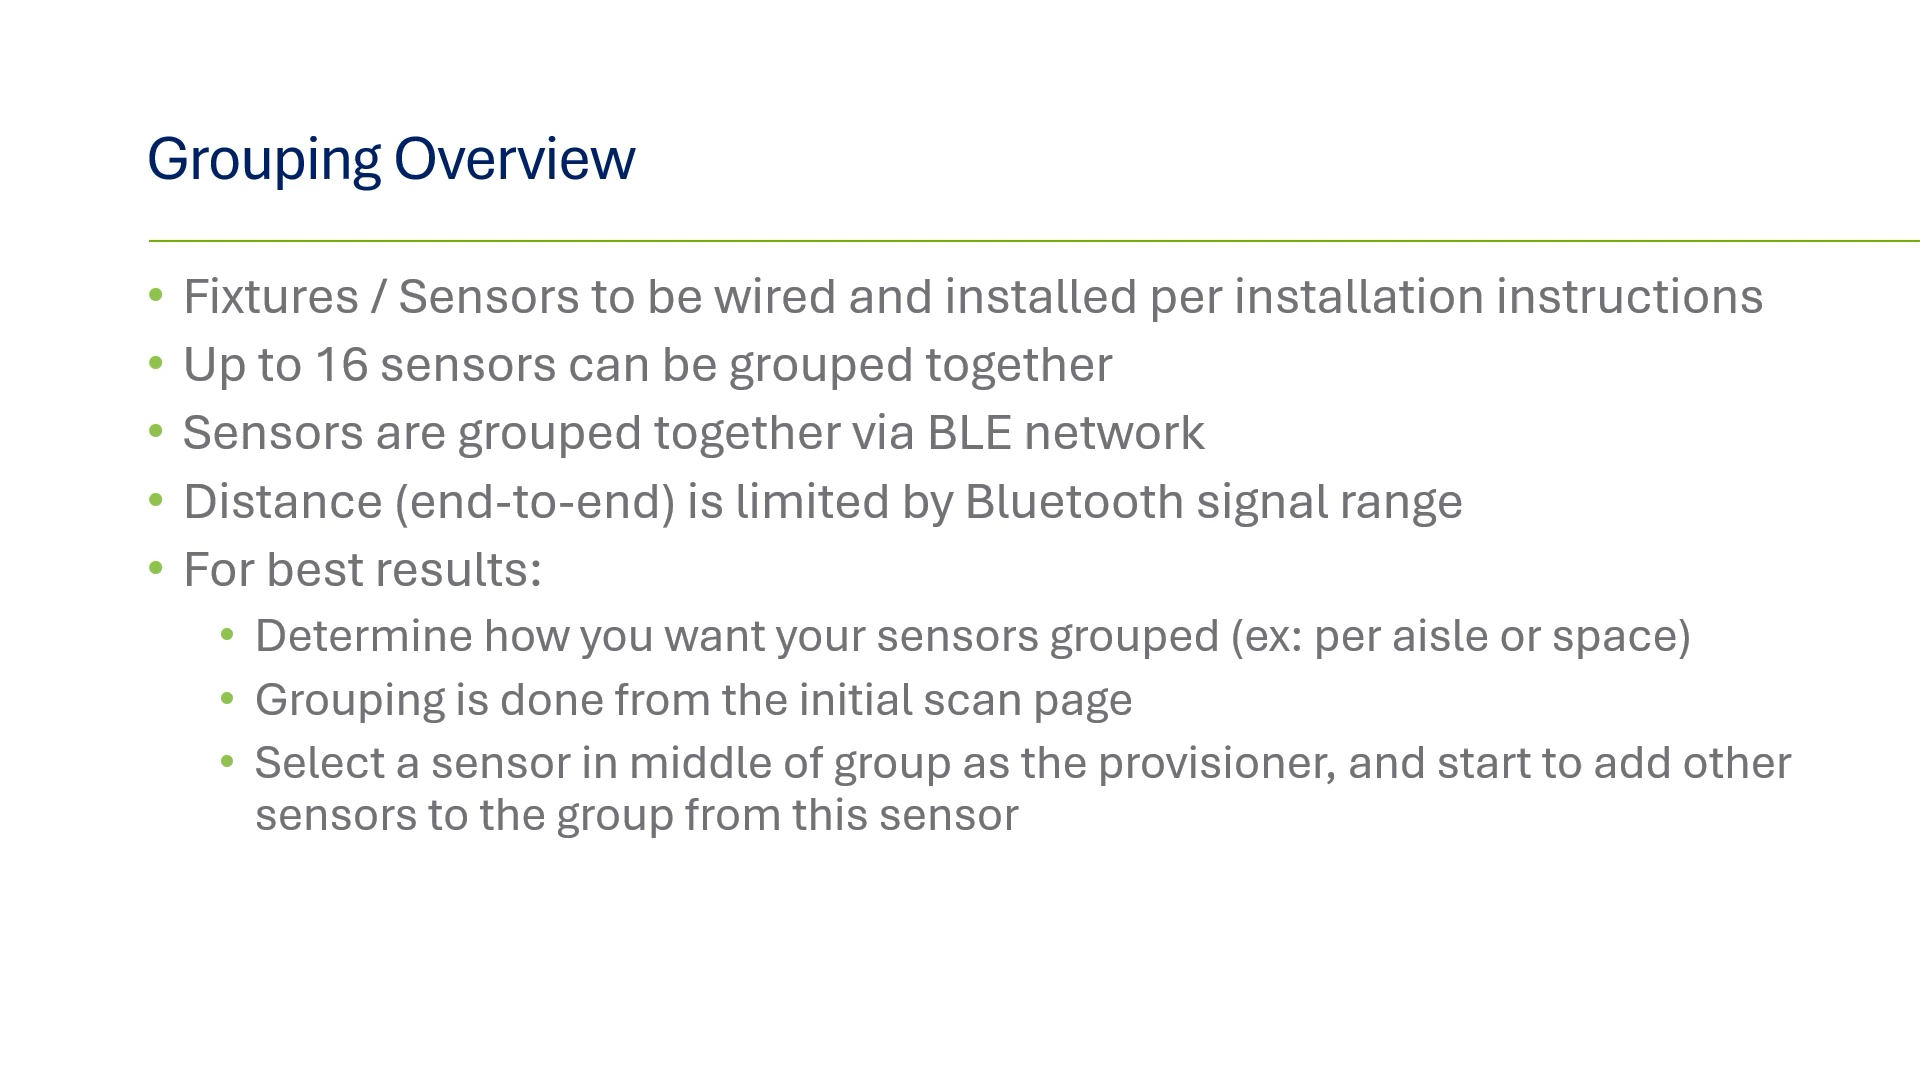 Grouping Overview
• Fixtures / Sensors to be wired and installed per installation instructions
• Up to 16 sensors can be grouped together
• Sensors are grouped together via BLE network
• Distance (end-to-end) is limited by Bluetooth signal range
• For best results:
• Determine how you want your sensors grouped (ex: per aisle or space)
• Grouping is done from the initial scan page
• Select a sensor in middle of group as the provisioner, and start to add other
sensors to the group from this sensor